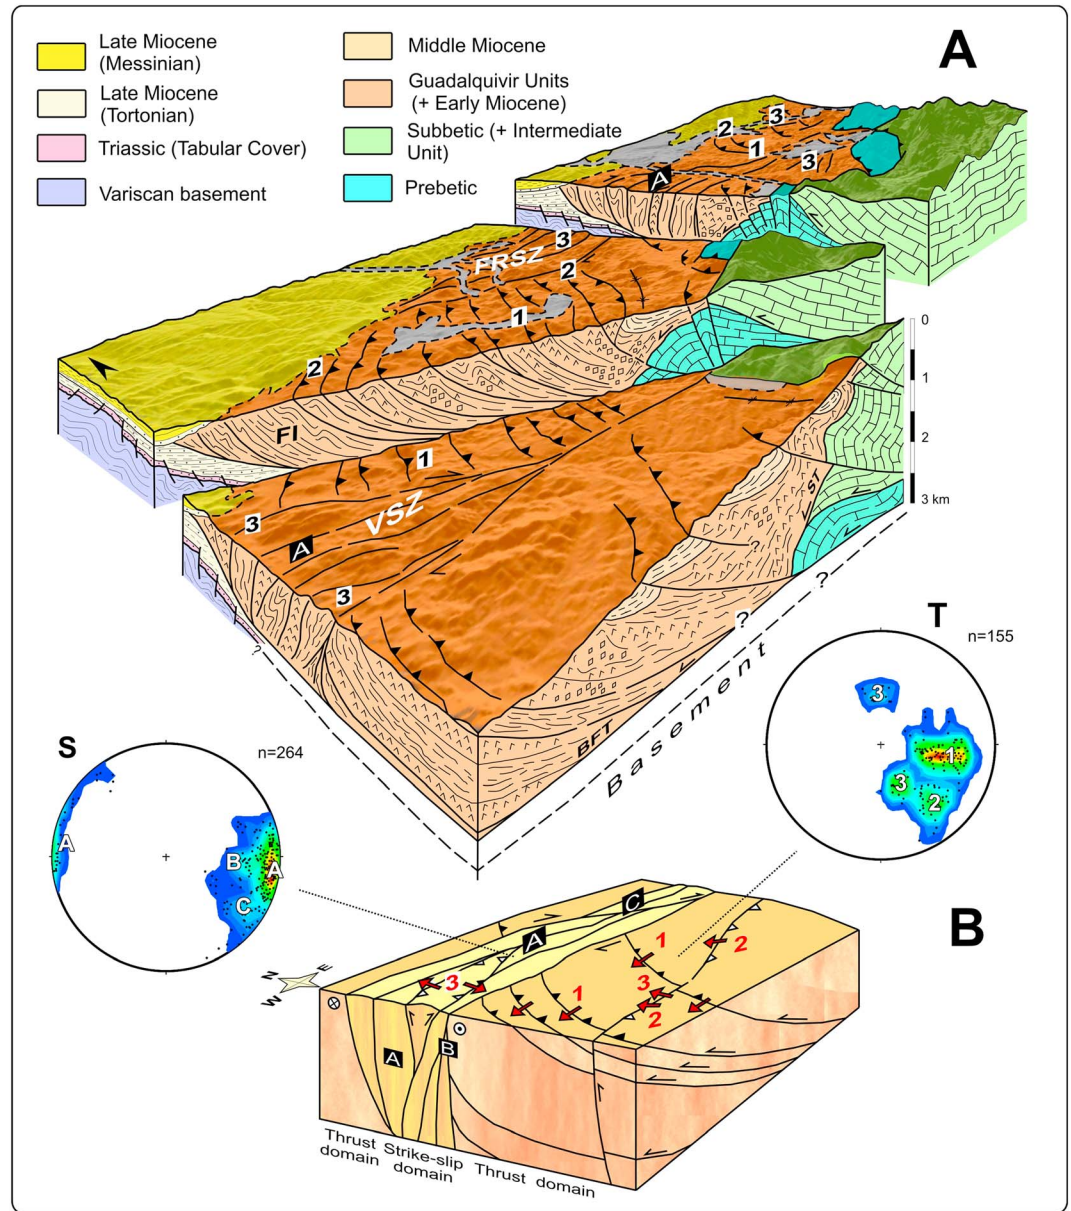 Late Miocene
(Messinian)
Late Miocene
(Tortonian)
Triassic (Tabular Cover)
Variscan basement
Middle Miocene
Guadalquivir Units
(+ Early Miocene)
Subbetic (+ Intermediate
Unit)
Prebetic
A
3
2
1
3
A
3
FRSZ
2
1
2
FI
1
VSZ
3
A
3
0
1
2
3 km
ST
?
?
?
?
BFT
Basement
T
n=155
3
1
3
2
S
n=264
A
B
A
C
B
N
E
W
S
C
A
1
2
3
3
1
2
A
B
Thrust
domain
Strike-slip
domain
Thrust domain